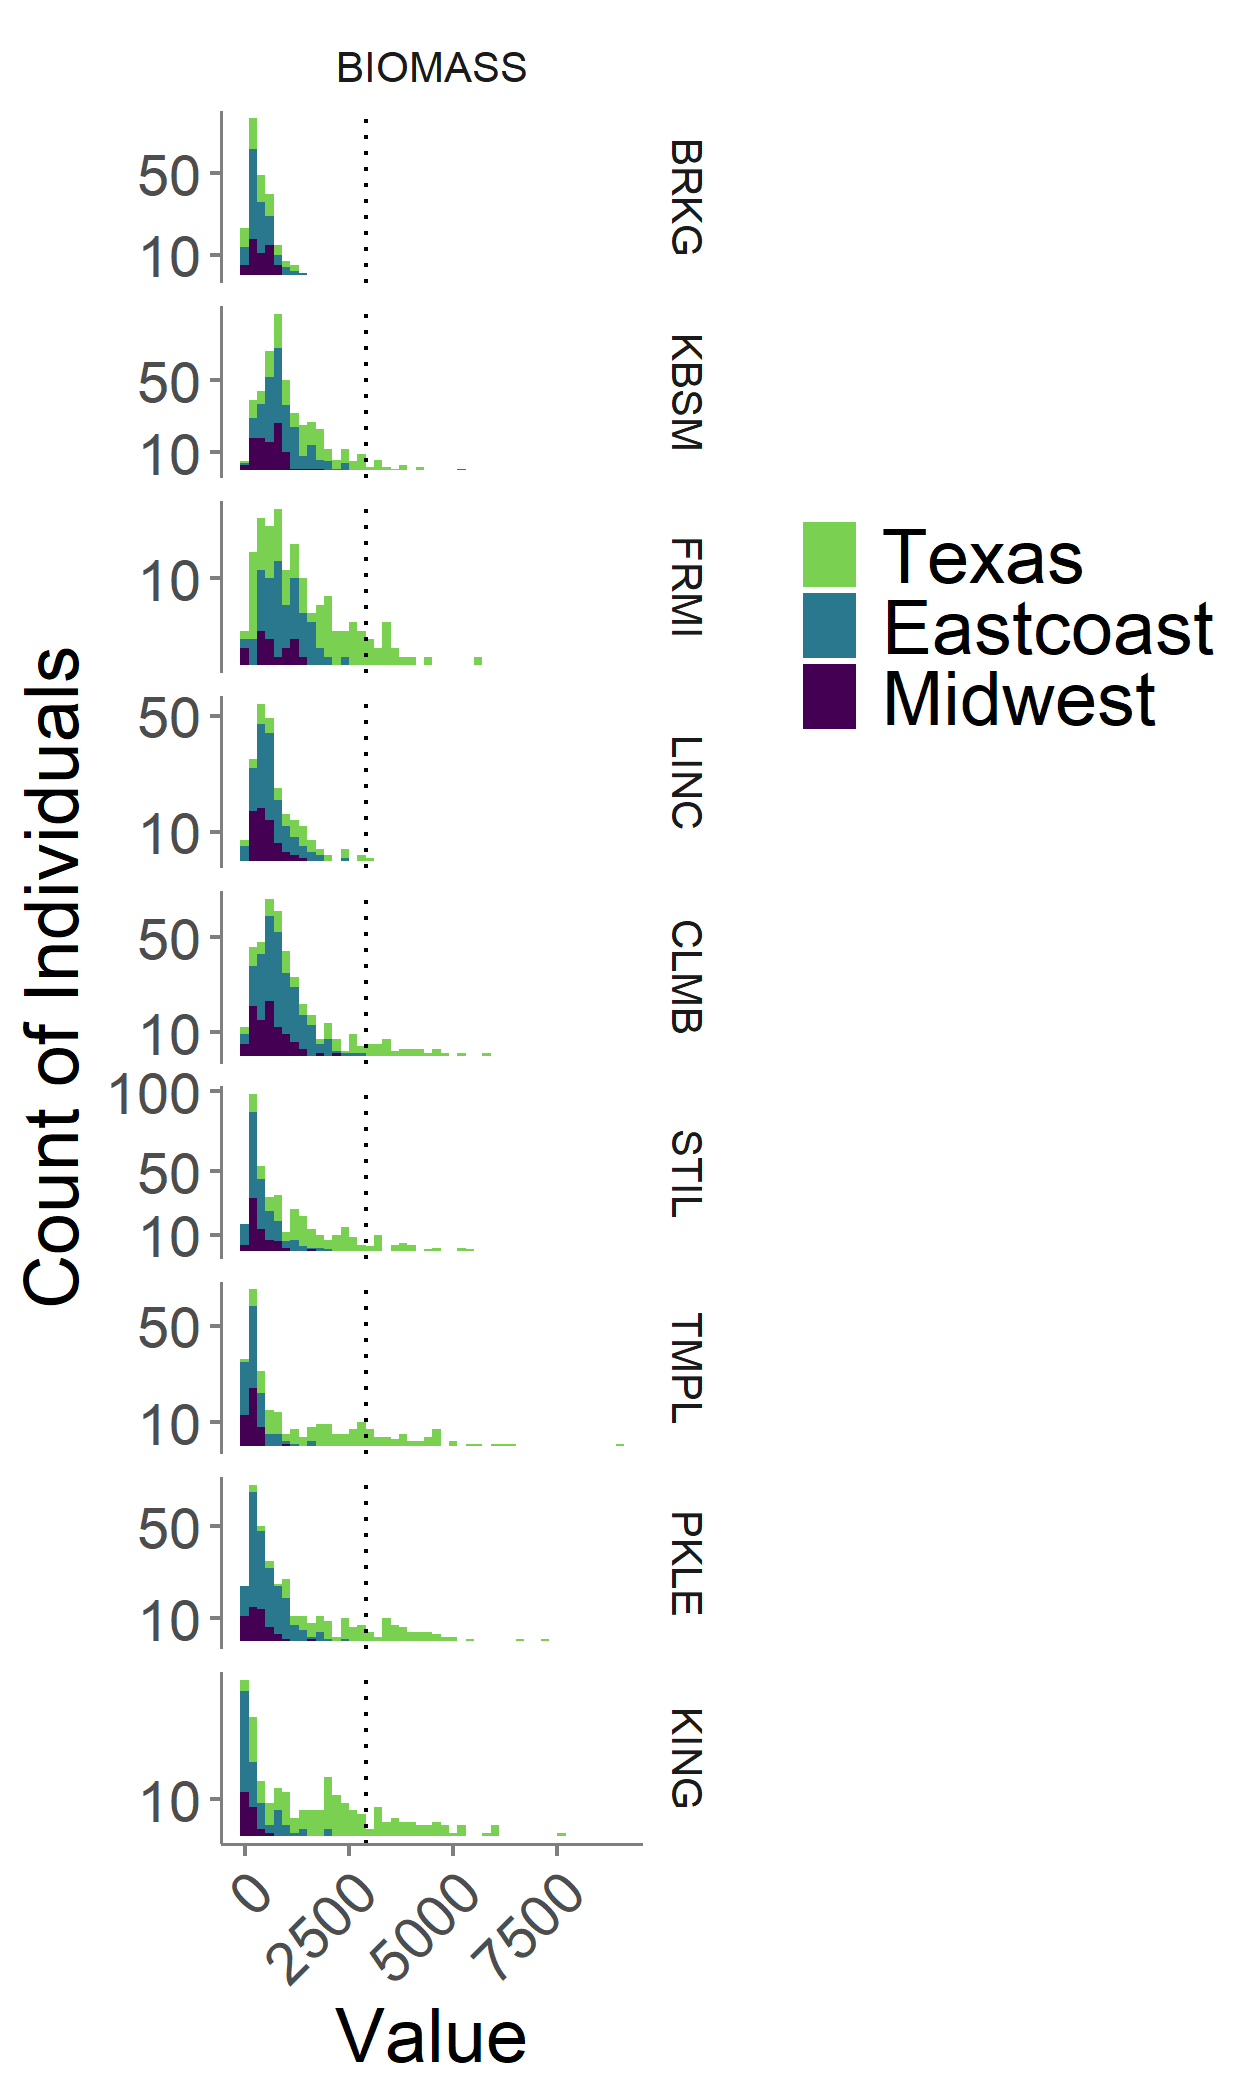 BIOMASS
50
10
BRKG
50
10
KBSM
10
FRMI
50
10
LINC
50
10
CLMB
100
50
10
STIL
50
10
TMPL
50
10
PKLE
10
KING
0
2500
5000
7500
Value
Count of Individuals
Texas
Eastcoast
Midwest